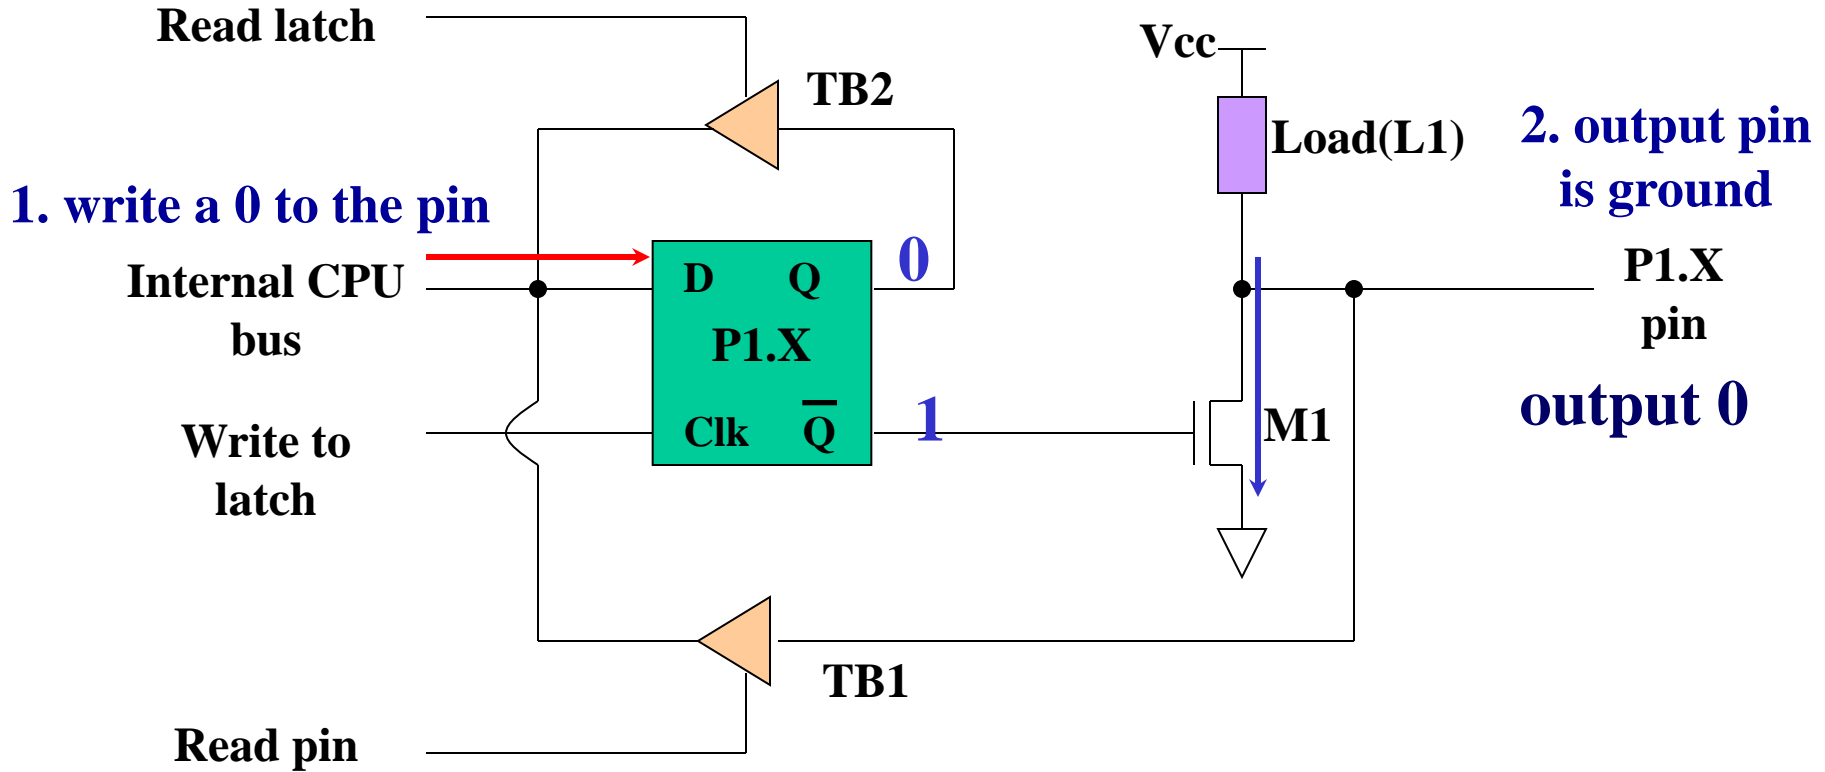 Read latch
TB2
Vcc
Load(L1)
2. output pin
is ground
1. write a 0 to the pin
Internal CPU
bus
D Q
P1.X
Clk Q̅
0
1
Write to
latch
M1
P1.X
pin
output 0
TB1
Read pin